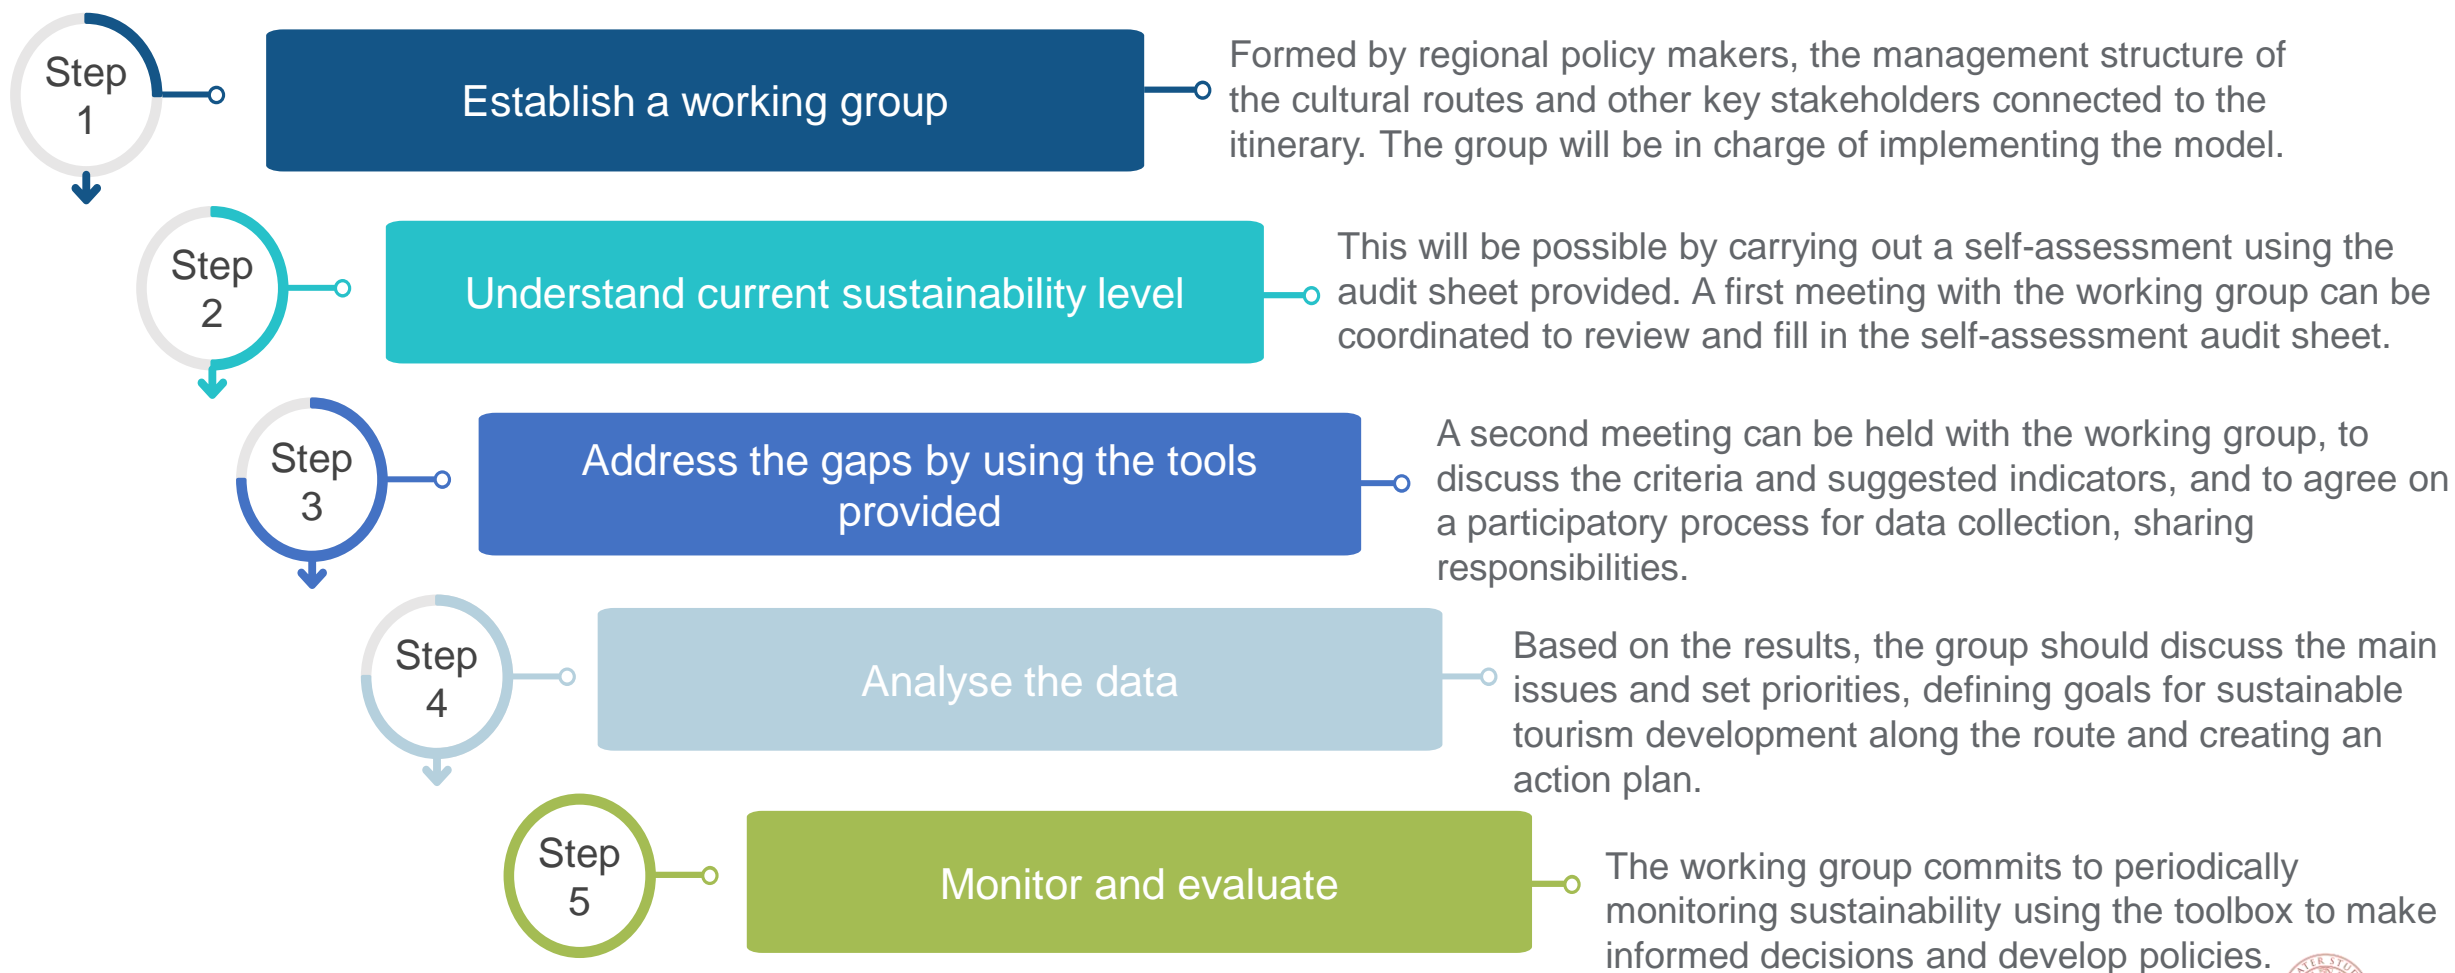 Step
1
Establish a working group
Formed by regional policy makers, the management structure of
the cultural routes and other key stakeholders connected to the
itinerary. The group will be in charge of implementing the model.
Step
2
Understand current sustainability level
This will be possible by carrying out a self-assessment using the
audit sheet provided. A first meeting with the working group can be
coordinated to review and fill in the self-assessment audit sheet.
Step
3
Address the gaps by using the tools
provided
A second meeting can be held with the working group, to
discuss the criteria and suggested indicators, and to agree on
a participatory process for data collection, sharing
responsibilities.
Step
4
Analyse the data
Based on the results, the group should discuss the main
issues and set priorities, defining goals for sustainable
tourism development along the route and creating an
action plan.
Step
5
Monitor and evaluate
The working group commits to periodically
monitoring sustainability using the toolbox to make
informed decisions and develop policies.